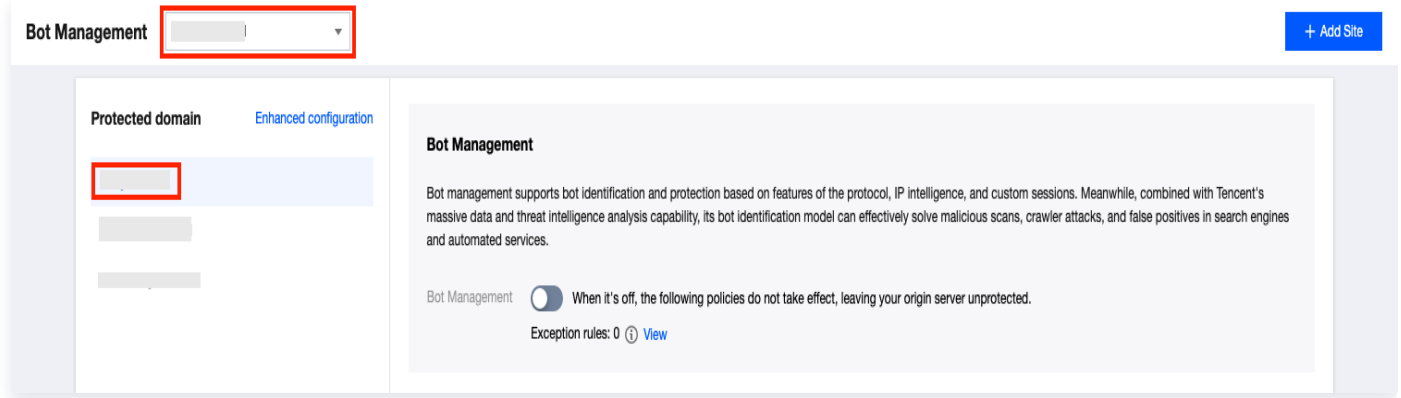 Bot Management
+ Add Site
Protected domain
Enhanced configuration
Bot Management
Bot management supports bot identification and protection based on features of the protocol, IP intelligence, and custom sessions. Meanwhile, combined with Tencent's
massive data and threat intelligence analysis capability, its bot identification model can effectively solve malicious scans, crawler attacks, and false positives in search engines
and automated services.
Bot Management
When it's off, the following policies do not take effect, leaving your origin server unprotected.
Exception rules: 0
View